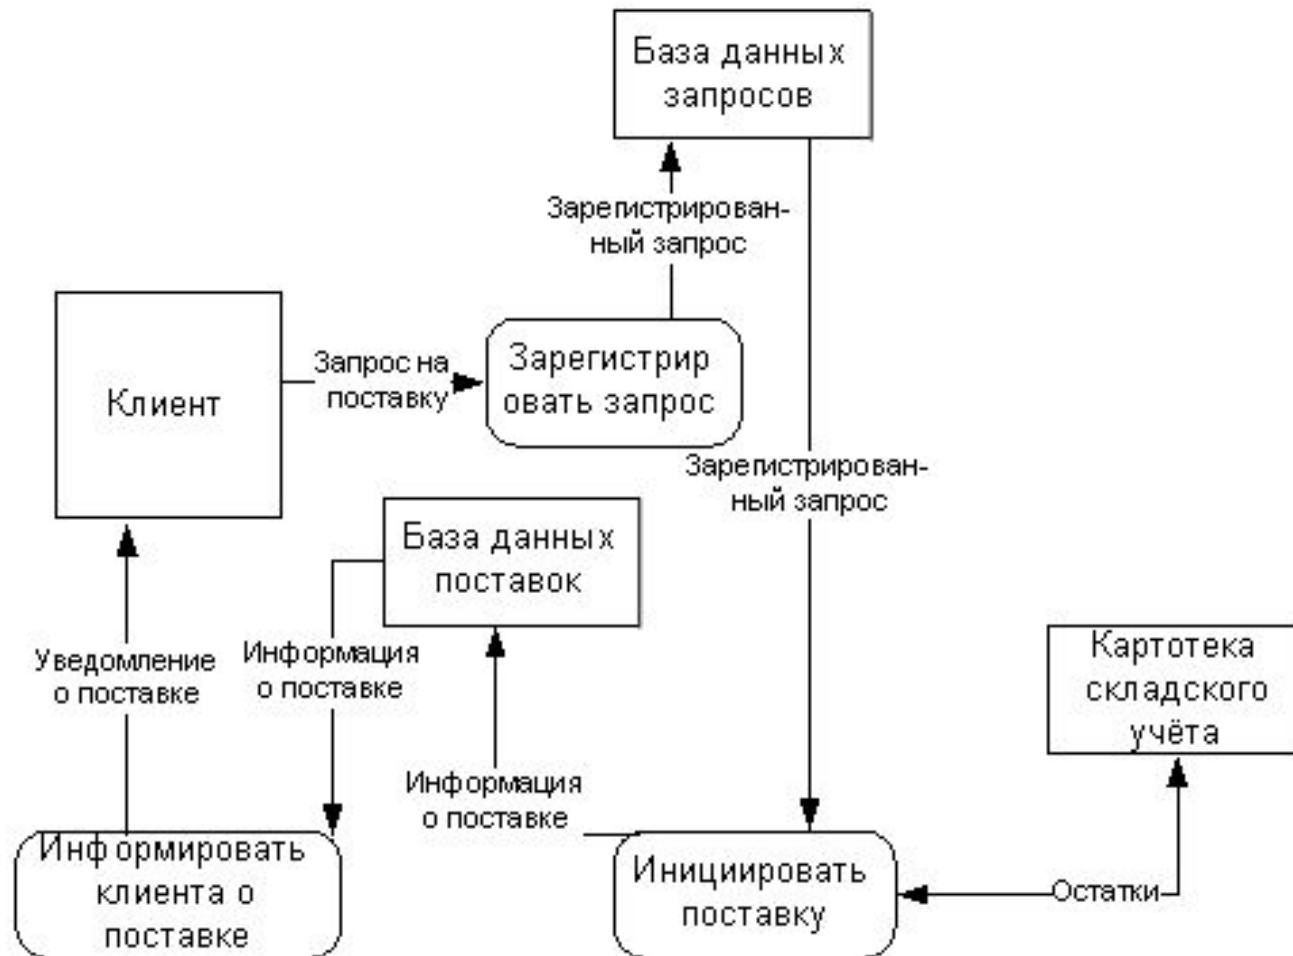 База данных
запросов
Зарегистрирован-
ный запрос
Запрос на
поставку
Зарегистрир
овать запрос
Клиент
Зарегистрирован-
ный запрос
База данных
поставок
Уведомление
о поставке
Информация
о поставке
Картотека
складского
учёта
Информация
о поставке
Информировать
клиента о
поставке
Инициировать
поставку
Остатки